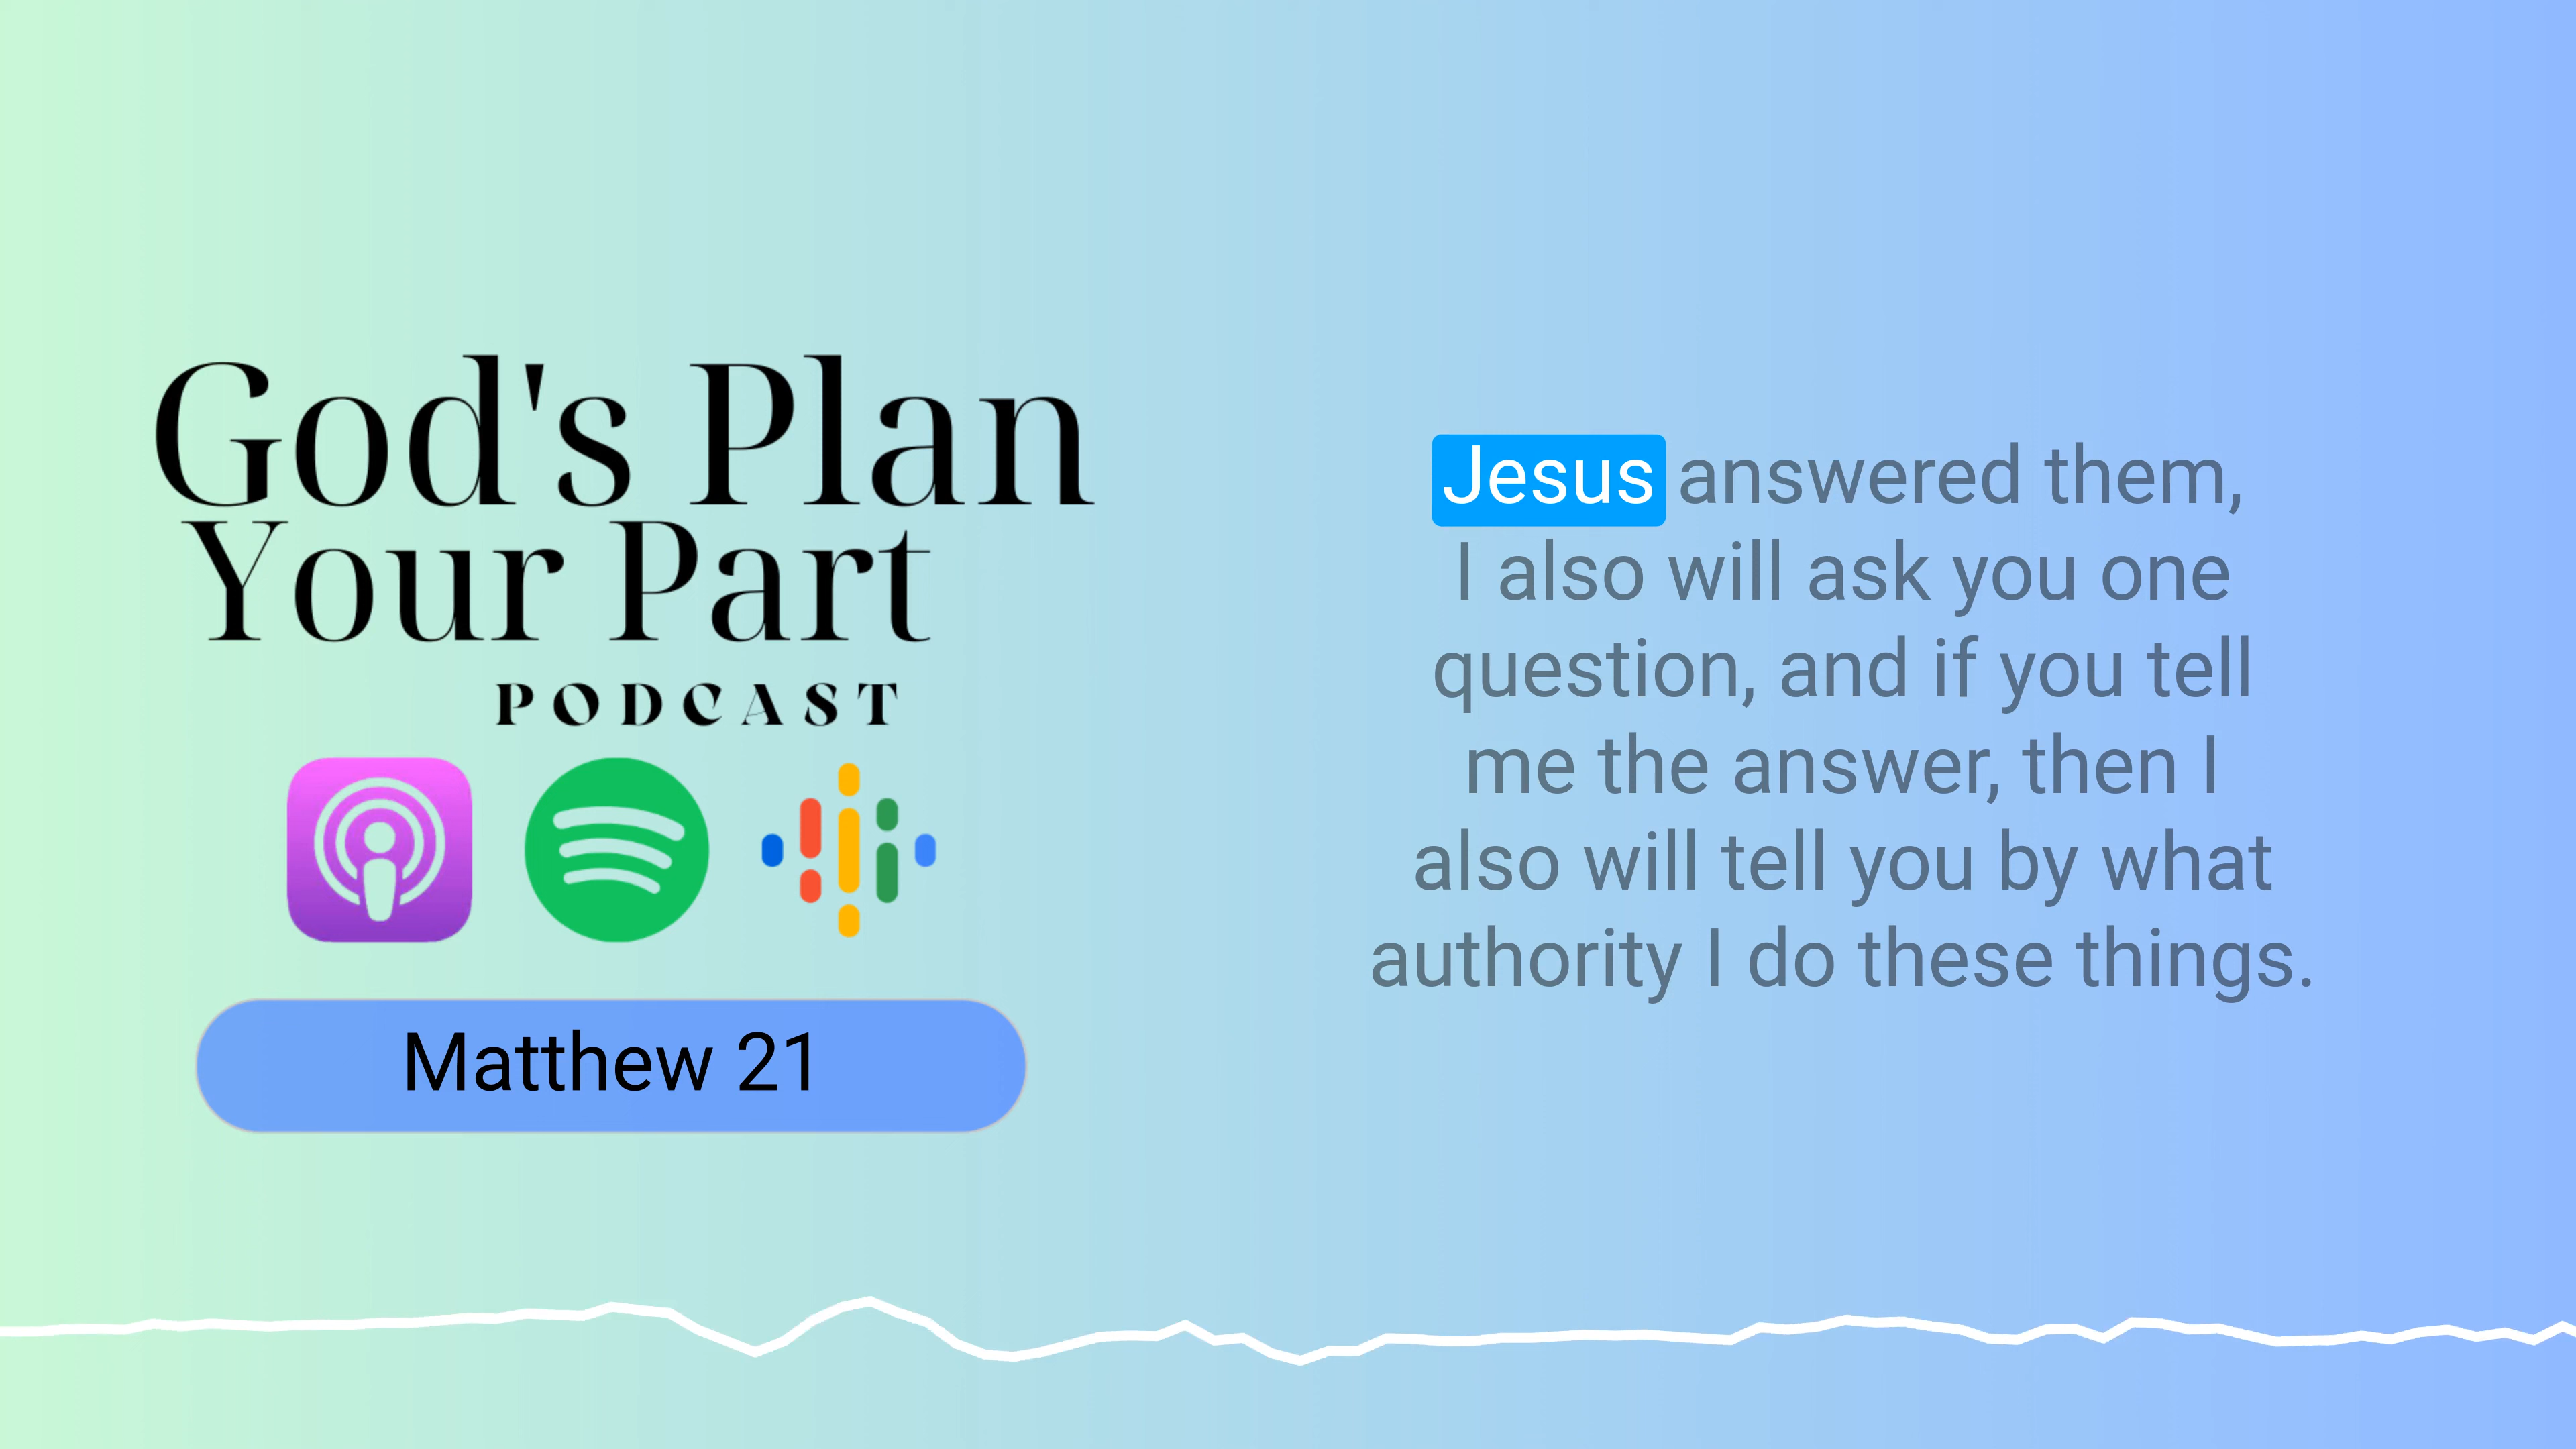 God's Plan
Your Part
PODCAST
Matthew 21
Jesus answered them,
I also will ask you one
question, and if you tell
me the answer, then I
also will tell you by what
authority I do these things.